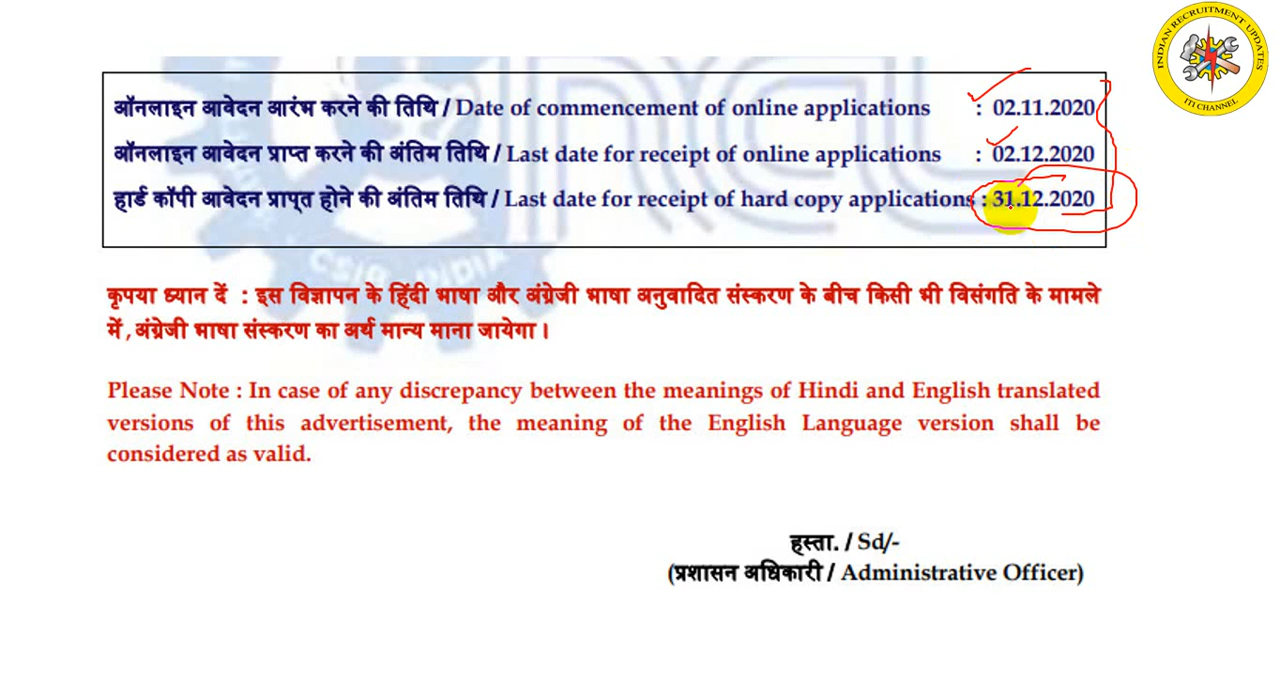 INDIAN RECRUITMENT UPDATES
ITI CHANNEL
ऑनलाइन आवेदन आरंभ करने की तिथि / Date of commencement of online applications : 02.11.2020
ऑनलाइन आवेदन प्राप्त करने की अंतिम तिथि / Last date for receipt of online applications : 02.12.2020
हार्ड कॉपी आवेदन प्राप्त होने की अंतिम तिथि / Last date for receipt of hard copy applications : 31.12.2020
NCL
CSIR - INDIA
कृपया ध्यान दें : इस विज्ञापन के हिंदी भाषा और अंग्रेजी भाषा अनुवादित संस्करण के बीच किसी भी विसंगति के मामले
में , अंग्रेजी भाषा संस्करण का अर्थ मान्य माना जायेगा ।
Please Note : In case of any discrepancy between the meanings of Hindi and English translated
versions of this advertisement, the meaning of the English Language version shall be
considered as valid.
हस्ता. / Sd/-
(प्रशासन अधिकारी / Administrative Officer)